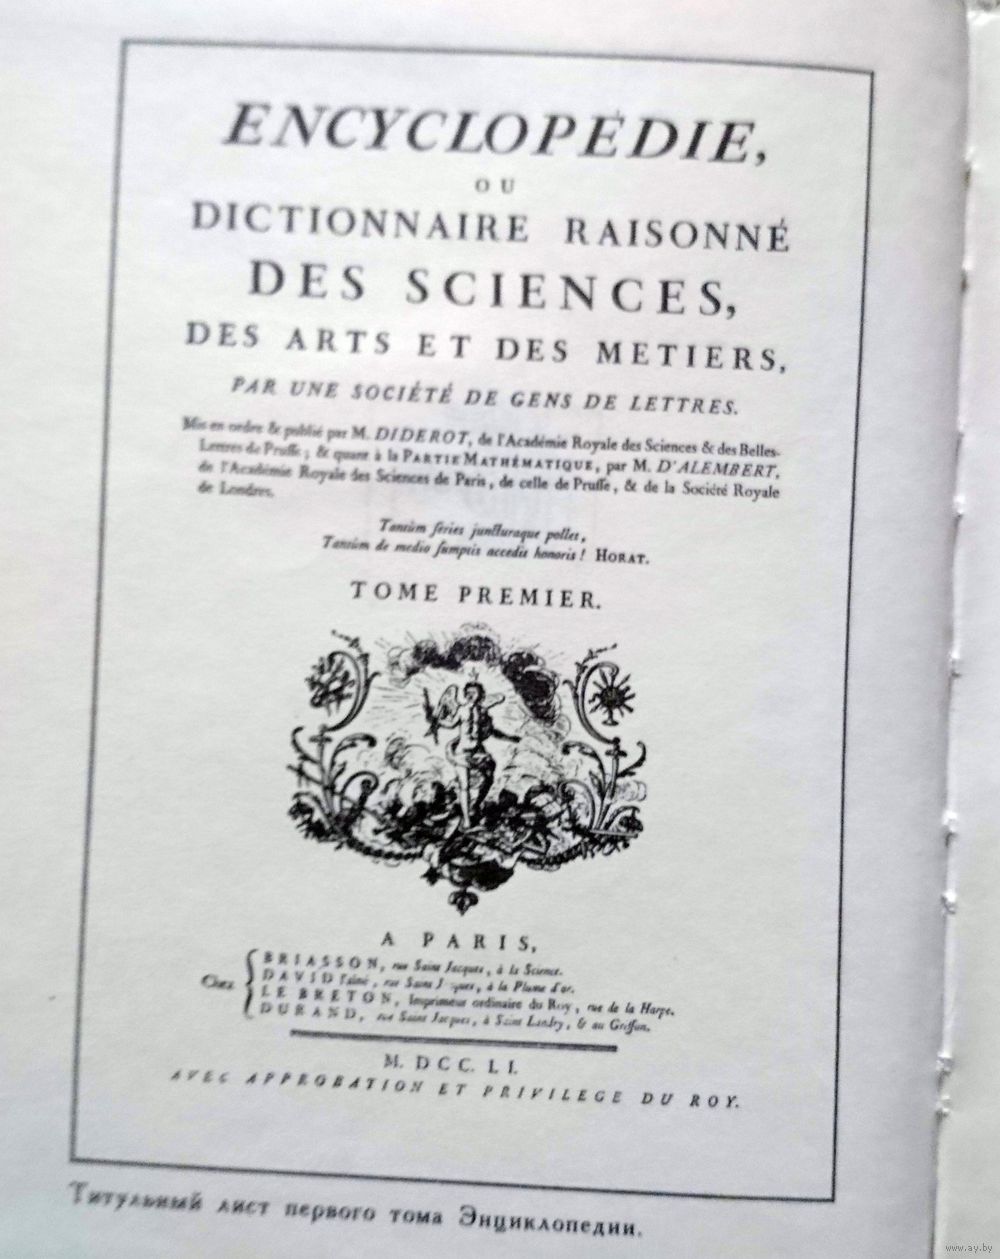 ENCYCLOPÉDIE,
OU
DICTIONNAIRE RAISONNÉ
DES SCIENCES,
DES ARTS ET DES METIERS,
PAR UNE SOCIÉTÉ DE GENS DE LETTRES.
Mis en ordre & publié par M. DIDEROT, de l'Académie Royale des Sciences & des Belles-
Lettres de Prusse; & quant à la PARTIE MATHÉMATIQUE, par M. D'ALEMBERT,
de l'Académie Royale des Sciences de Paris, de celle de Prusse, & de la Société Royale
de Londres.
Tantùm series juncturaque pollet,
Tantùm de medio sumptis accedit honoris! HORAT.
TOME PREMIER.
A PARIS,
Chez
BRIASSON, rue Saint Jacques, à la Science.
DAVID l'aîné, rue Saint Jacques, à la Plume d'or.
LE BRETON, Imprimeur ordinaire du Roy, rue de la Harpe.
DURAND, rue Saint Jacques, à Saint Landry, & au Griffon.
M. DCC. LI.
AVEC APPROBATION ET PRIVILEGE DU ROY.
Титульный лист первого тома Энциклопедии.
www.ay.by